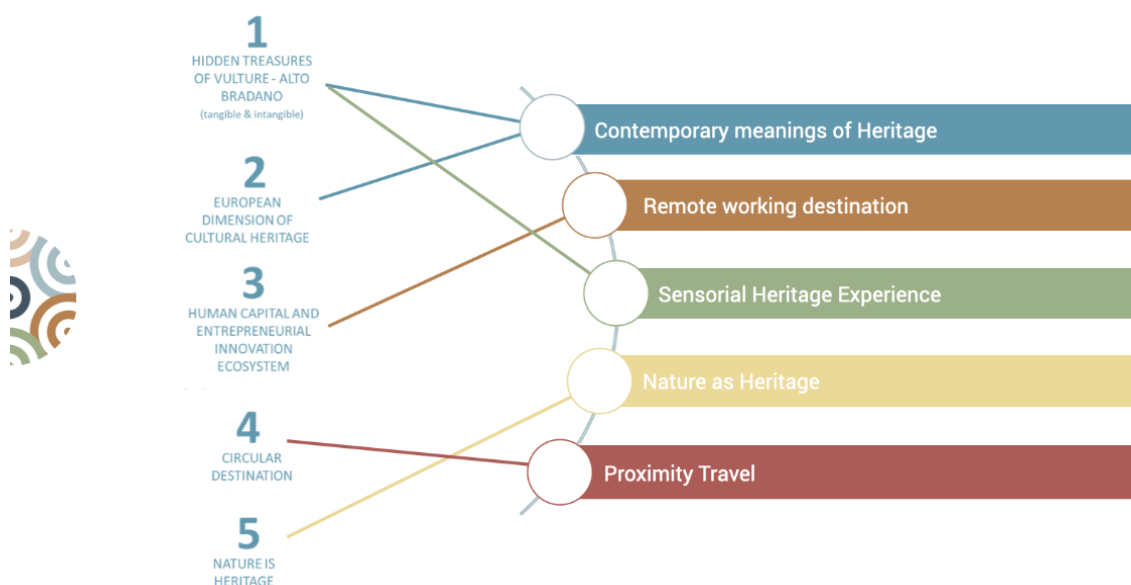 1
HIDDEN TREASURES
OF VULTURE - ALTO
BRADANO
(tangible & intangible)
2
EUROPEAN
DIMENSION OF
CULTURAL HERITAGE
3
HUMAN CAPITAL AND
ENTREPRENEURIAL
INNOVATION
ECOSYSTEM
4
CIRCULAR
DESTINATION
5
NATURE IS
HERITAGE
Contemporary meanings of Heritage
Remote working destination
Sensorial Heritage Experience
Nature as Heritage
Proximity Travel